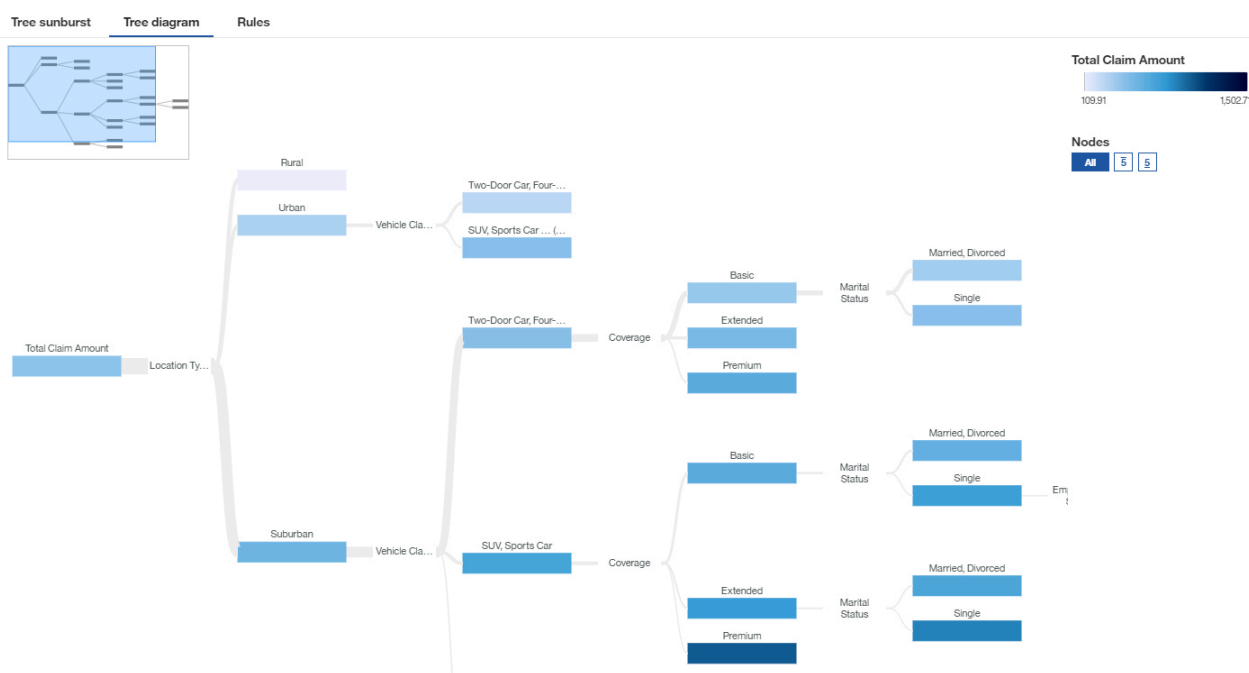 Tree sunburst
Tree diagram
Rules
Total Claim Amount
109.91
1,502.7
Nodes
All
5
5
Rural
Two-Door Car, Four-...
Urban
Vehicle Cla...
SUV, Sports Car ... (...
Married, Divorced
Basic
Marital
Status
Single
Two-Door Car, Four-...
Coverage
Extended
Total Claim Amount
Location Ty...
Premium
Married, Divorced
Basic
Marital
Status
Single
Em
Suburban
Vehicle Cla...
SUV, Sports Car
Coverage
Married, Divorced
Extended
Marital
Status
Single
Premium